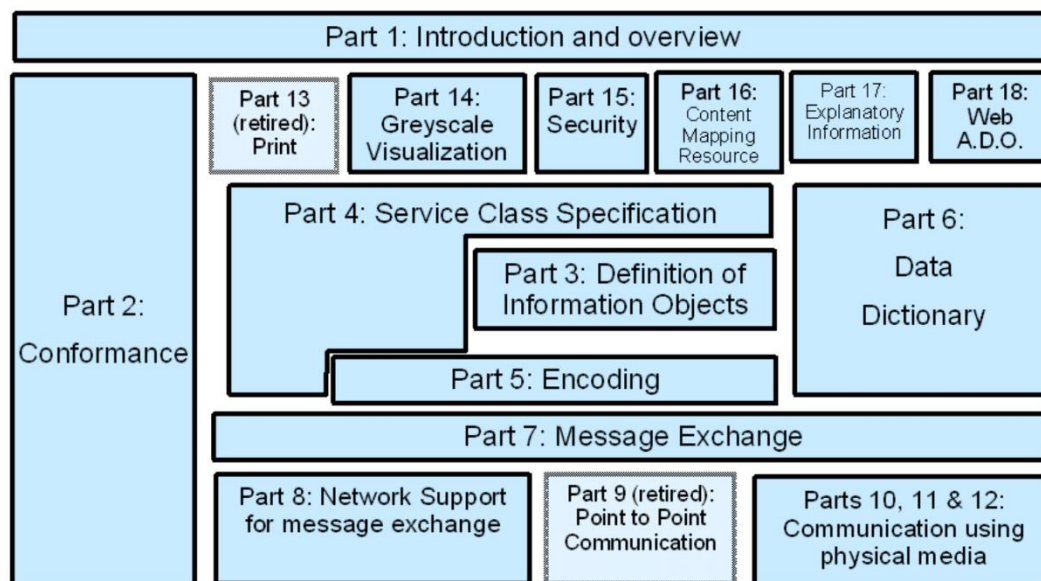 Part 1: Introduction and overview
Part 2:
Conformance
Part 13
(retired):
Print
Part 14:
Greyscale
Visualization
Part 15:
Security
Part 16:
Content
Mapping
Resource
Part 17:
Explanatory
Information
Part 18:
Web
A.D.O.
Part 4: Service Class Specification
Part 3: Definition of
Information Objects
Part 5: Encoding
Part 6:
Data
Dictionary
Part 7: Message Exchange
Part 8: Network Support
for message exchange
Part 9 (retired):
Point to Point
Communication
Parts 10, 11 & 12:
Communication using
physical media